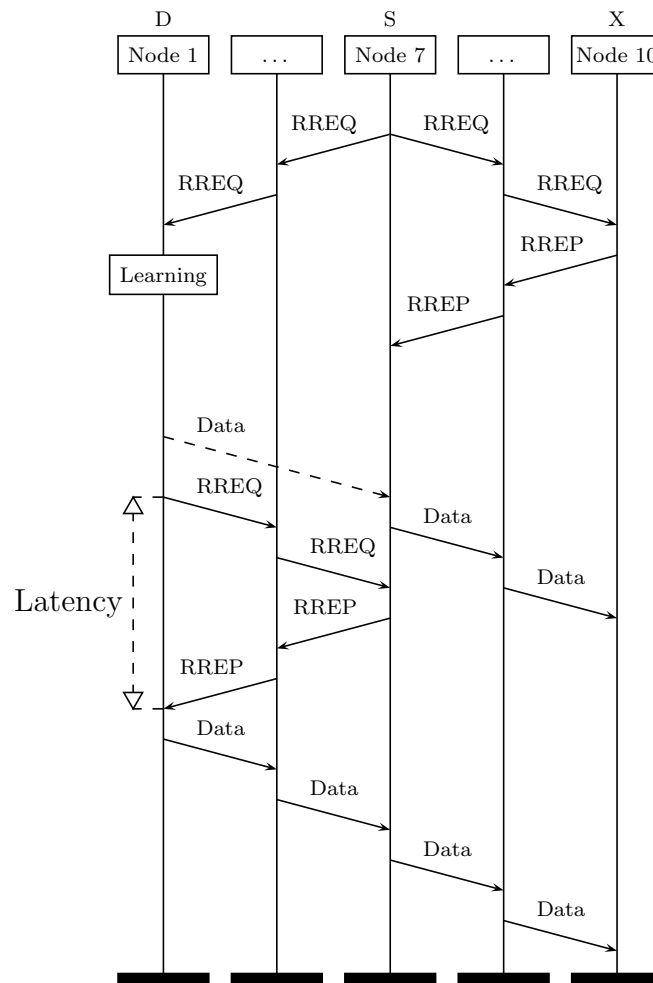 D S X
Node 1 ... Node 7 ... Node 10
RREQ RREQ
RREQ RREQ
RREP
Learning
RREP
Data
RREQ
Data
RREQ
Data
Latency
RREP
RREP
Data
Data
Data
Data